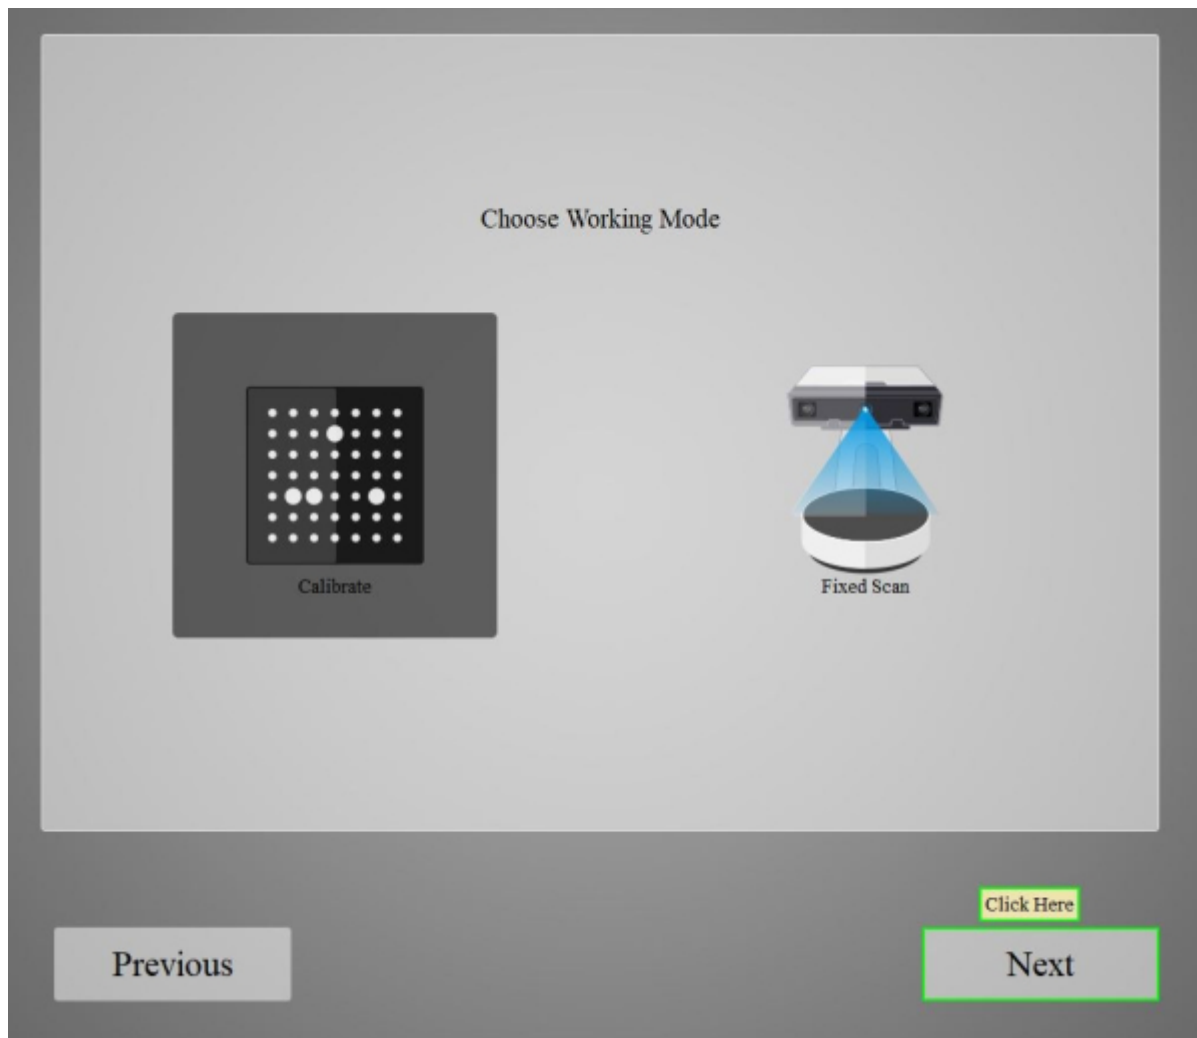 Choose Working Mode
Calibrate
Fixed Scan
Click Here
Previous
Next